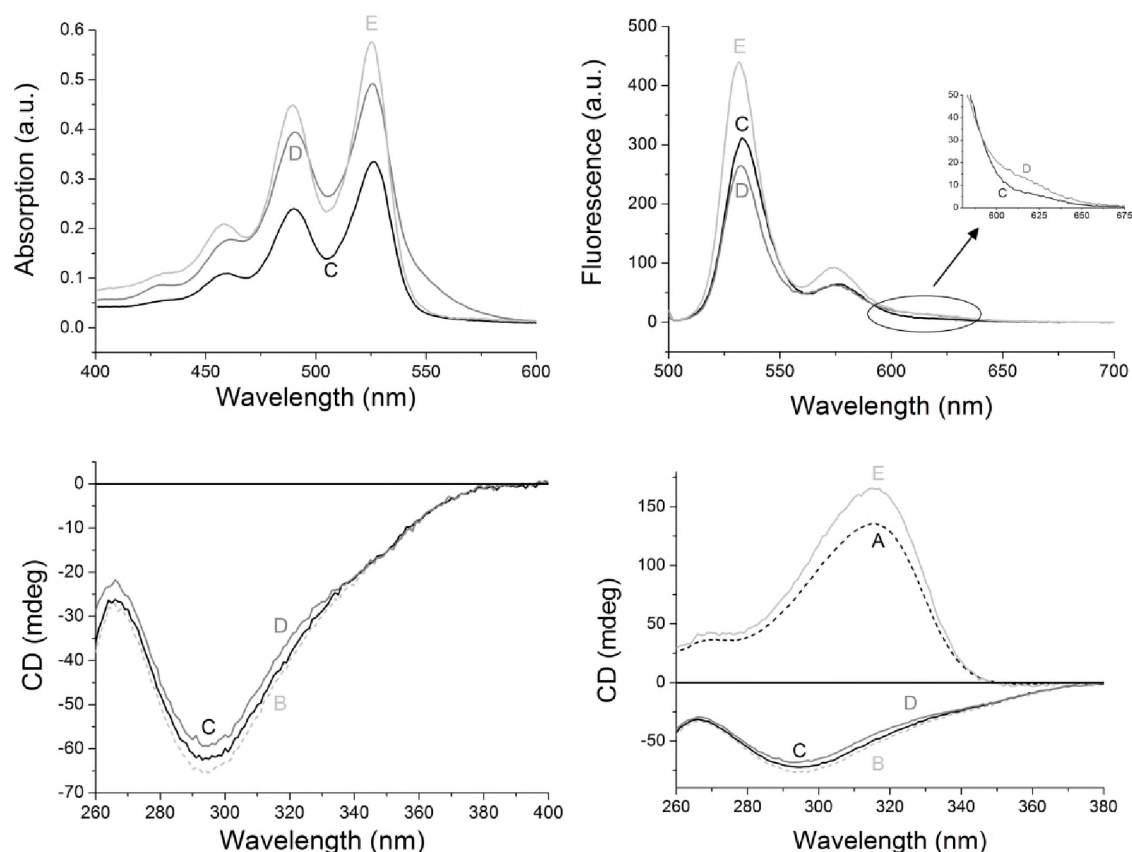 Absorption (a.u.)
0.6
0.5
0.4
0.3
0.2
0.1
0.0
E
D
C
400
450
500
550
600
Wavelength (nm)
Fluorescence (a.u.)
500
450
400
300
200
100
0
E
C
D
50
40
30
20
10
0
D
C
600
625
650
675
500
550
600
650
700
Wavelength (nm)
CD (mdeg)
0
-10
-20
-30
-40
-50
-60
-70
D
C
B
260
280
300
320
340
360
380
400
Wavelength (nm)
CD (mdeg)
150
100
50
0
-50
E
A
D
C
B
260
280
300
320
340
360
380
Wavelength (nm)